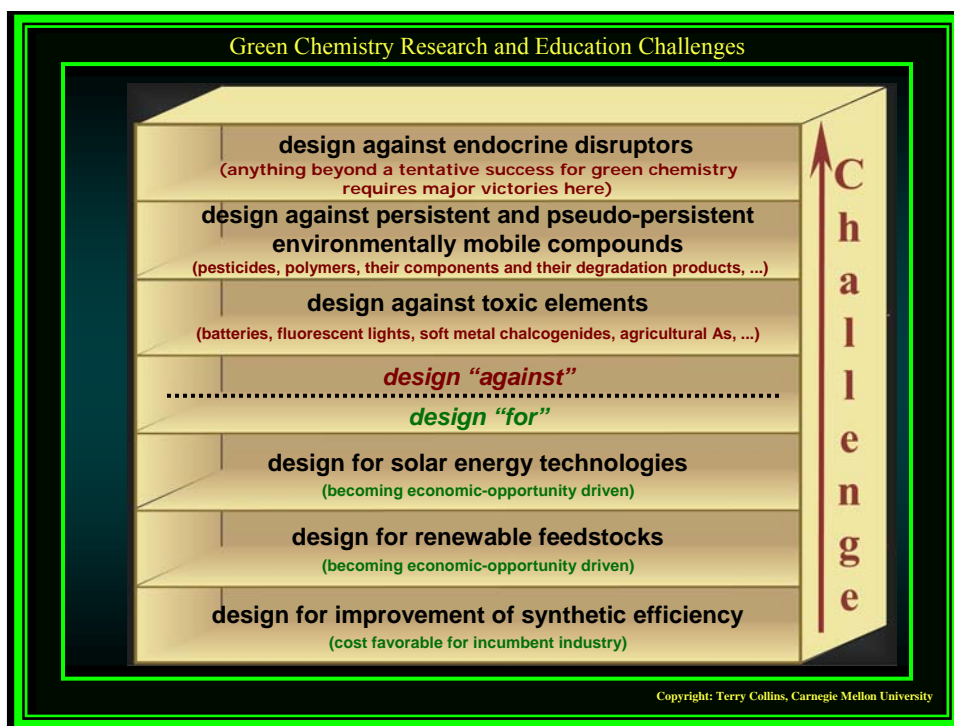 Green Chemistry Research and Education Challenges
design against endocrine disruptors
(anything beyond a tentative success for green chemistry
requires major victories here)
design against persistent and pseudo-persistent
environmentally mobile compounds
(pesticides, polymers, their components and their degradation products, ...)
design against toxic elements
(batteries, fluorescent lights, soft metal chalcogenides, agricultural As, ...)
design “against”
design “for”
design for solar energy technologies
(becoming economic-opportunity driven)
design for renewable feedstocks
(becoming economic-opportunity driven)
design for improvement of synthetic efficiency
(cost favorable for incumbent industry)
Challenge
Copyright: Terry Collins, Carnegie Mellon University